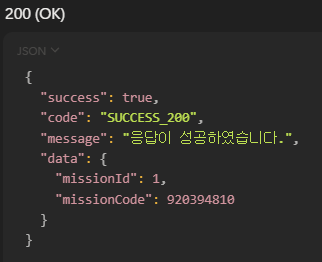 200 (OK)
JSON
{
  "success": true,
  "code": "SUCCESS_200",
  "message": "응답이 성공하였습니다.",
  "data": {
    "missionId": 1,
    "missionCode": 920394810
  }
}